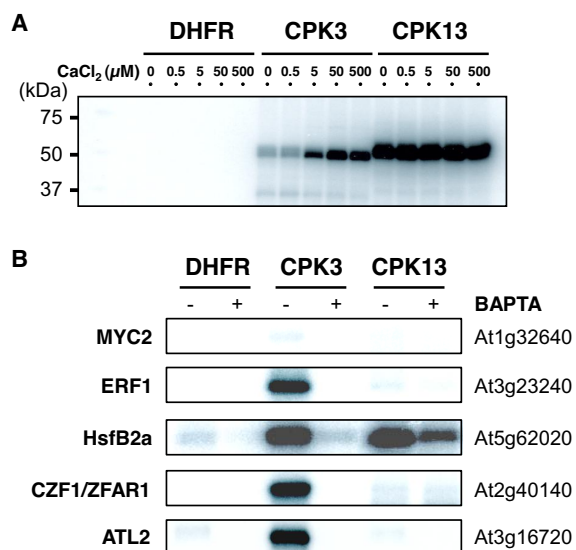 A
DHFR CPK3 CPK13
CaCl2 (μM) 0 0.5 5 50 500 0 0.5 5 50 500 0 0.5 5 50 500
(kDa)
75
50
37
B
DHFR CPK3 CPK13
- + - + - + BAPTA
MYC2 At1g32640
ERF1 At3g23240
HsfB2a At5g62020
CZF1/ZFAR1 At2g40140
ATL2 At3g16720